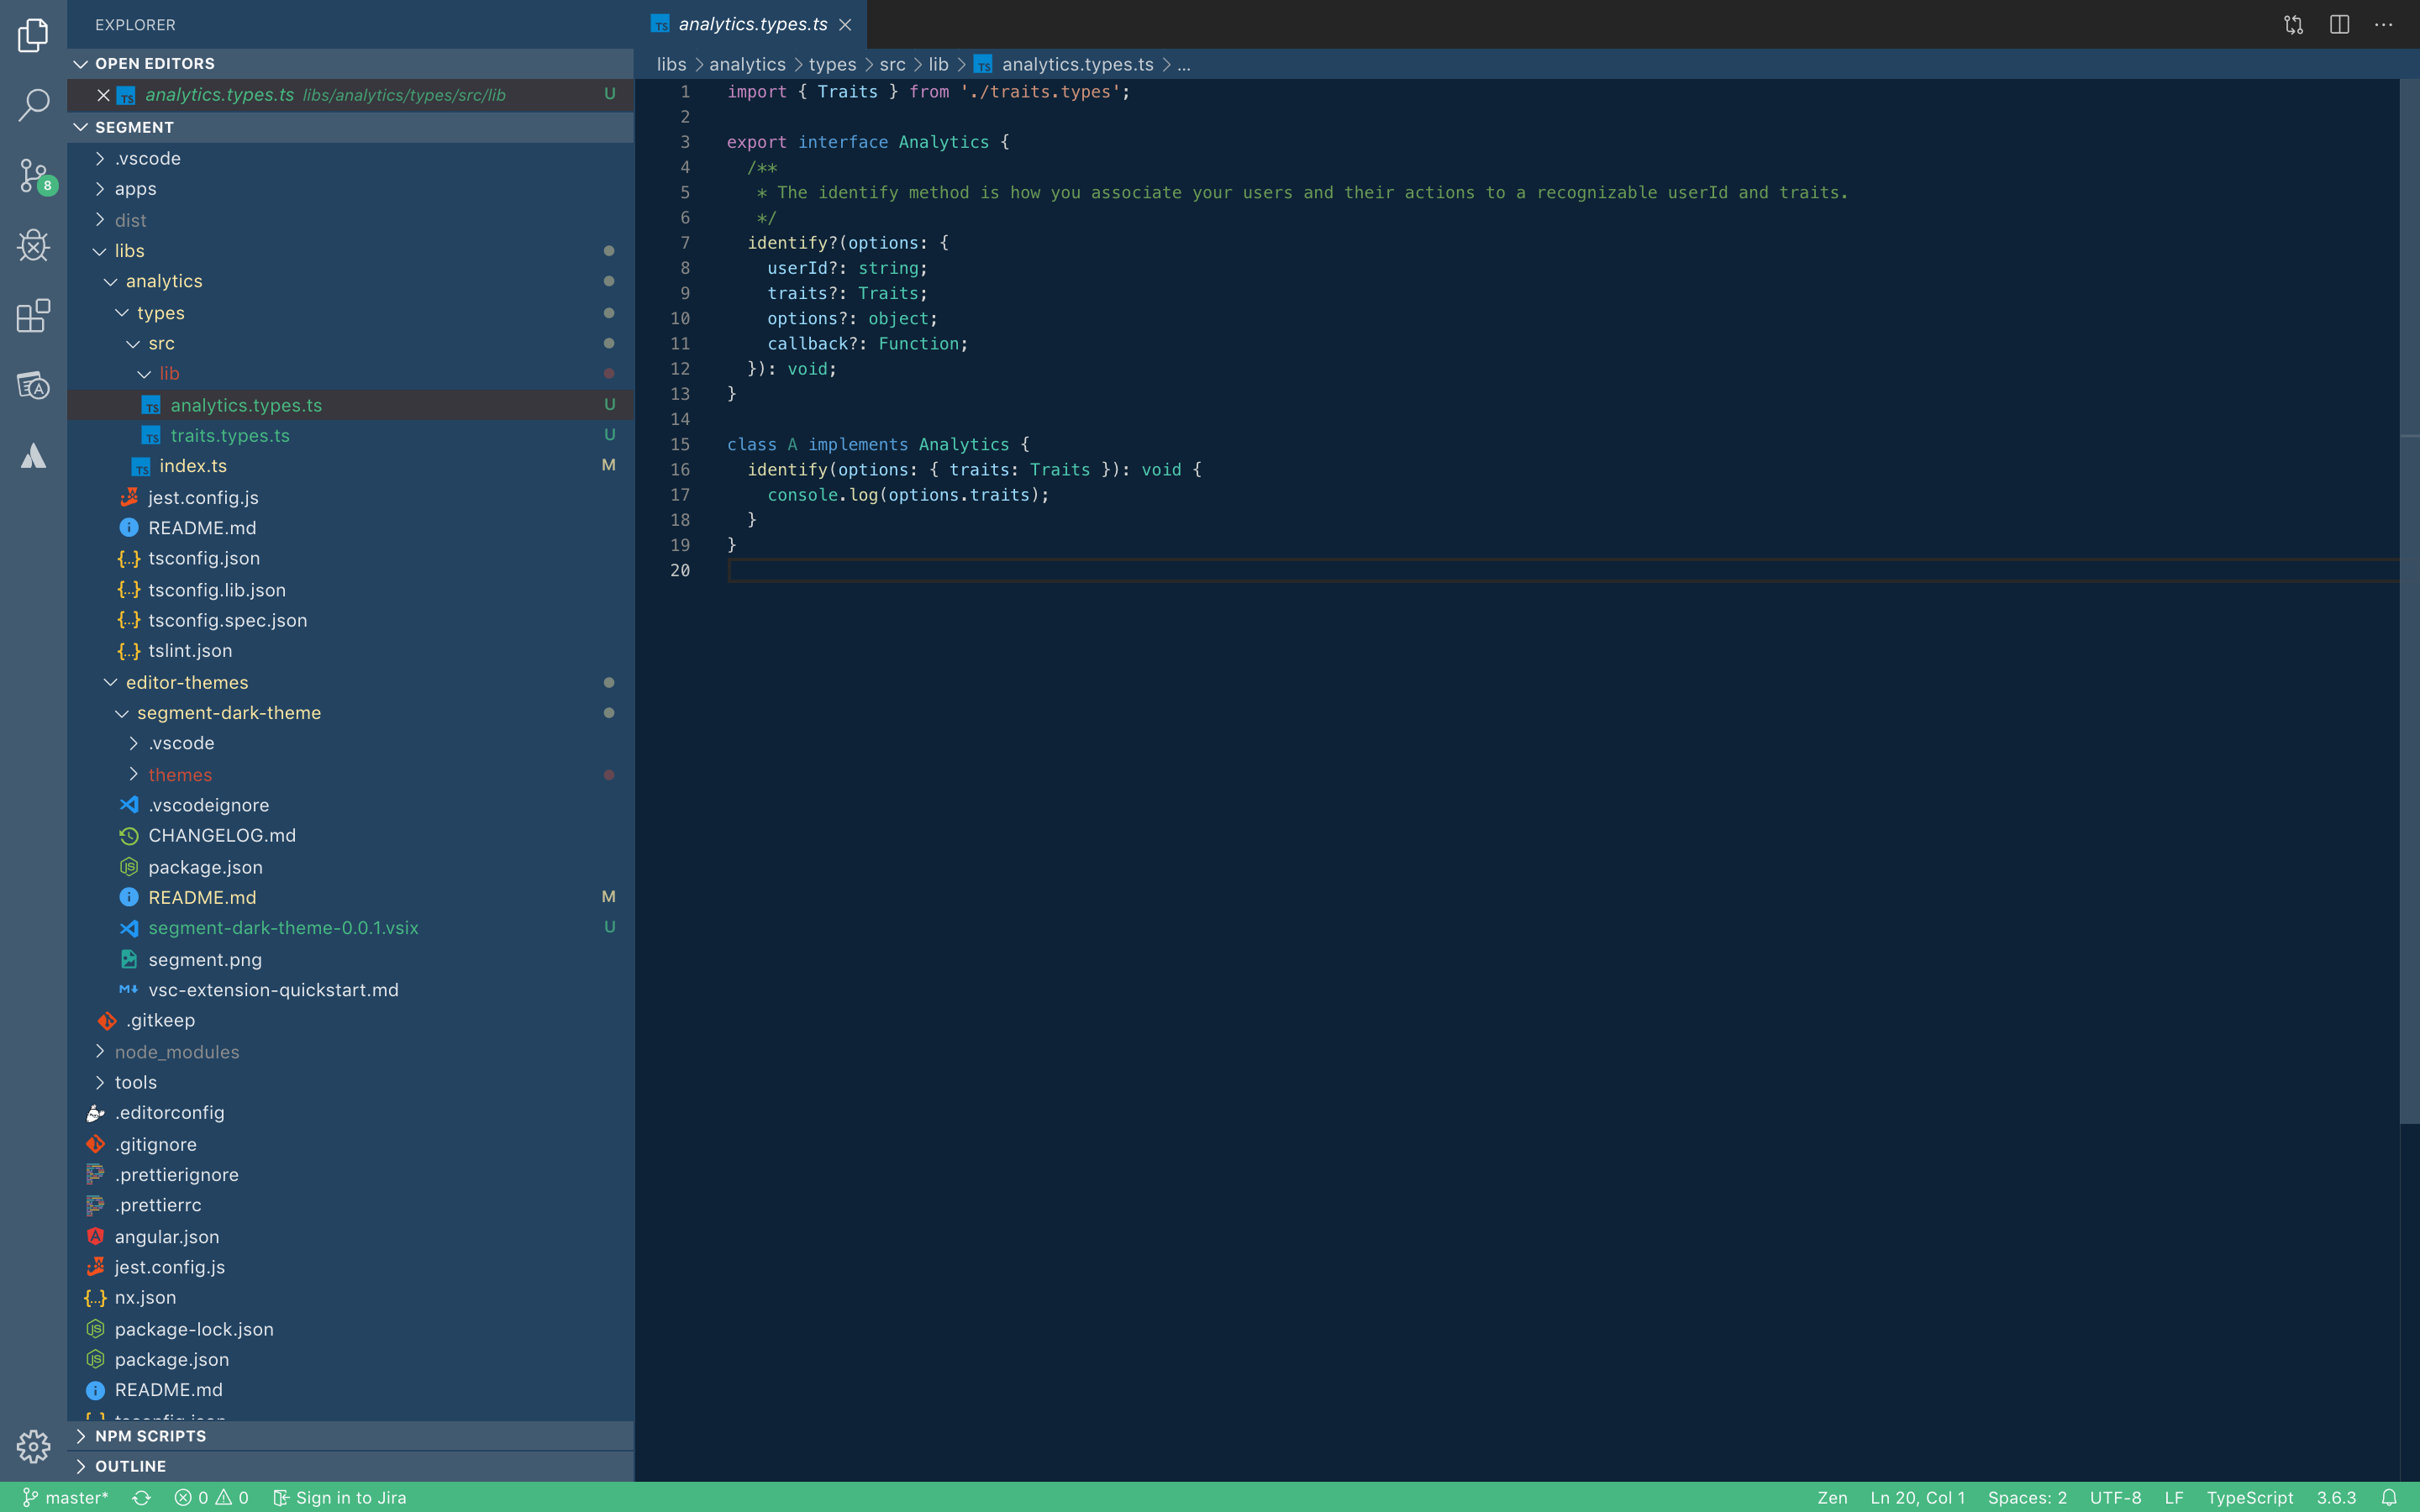 EXPLORER
OPEN EDITORS
analytics.types.ts libs/analytics/types/src/lib U
SEGMENT
.vscode
apps
dist
libs
analytics
types
src
lib
analytics.types.ts U
traits.types.ts U
index.ts M
jest.config.js
README.md
tsconfig.json
tsconfig.lib.json
tsconfig.spec.json
tslint.json
editor-themes
segment-dark-theme
.vscode
themes
.vscodeignore
CHANGELOG.md
package.json
README.md M
segment-dark-theme-0.0.1.vsix U
segment.png
vsc-extension-quickstart.md
.gitkeep
node_modules
tools
.editorconfig
.gitignore
.prettierignore
.prettierrc
angular.json
jest.config.js
nx.json
package-lock.json
package.json
README.md
NPM SCRIPTS
OUTLINE
8
analytics.types.ts
libs > analytics > types > src > lib > analytics.types.ts > ...
1 import { Traits } from './traits.types';
2
3 export interface Analytics {
4 /**
5 * The identify method is how you associate your users and their actions to a recognizable userId and traits.
6 */
7 identify?(options: {
8 userId?: string;
9 traits?: Traits;
10 options?: object;
11 callback?: Function;
12 }): void;
13 }
14
15 class A implements Analytics {
16 identify(options: { traits: Traits }): void {
17 console.log(options.traits);
18 }
19 }
20
master* 0 0 Sign in to Jira Zen Ln 20, Col 1 Spaces: 2 UTF-8 LF TypeScript 3.6.3